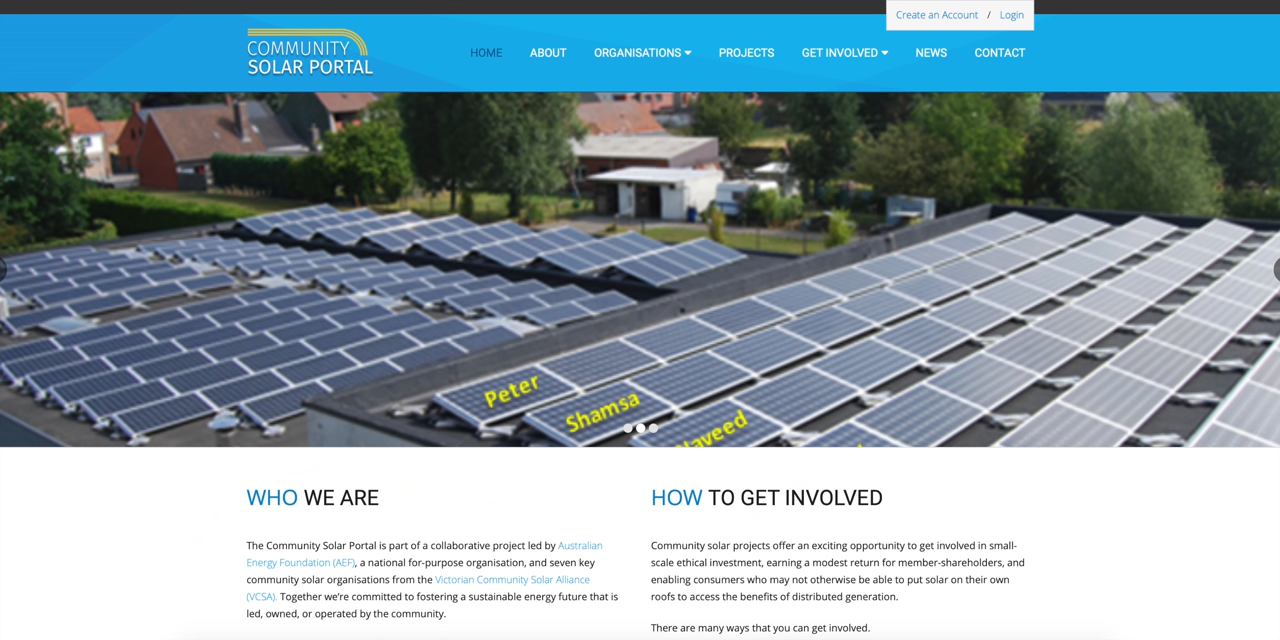 Create an Account / Login
COMMUNITY
SOLAR PORTAL
HOME ABOUT ORGANISATIONS PROJECTS GET INVOLVED NEWS CONTACT
Peter
Shamsa
Naveed
WHO WE ARE
The Community Solar Portal is part of a collaborative project led by Australian
Energy Foundation (AEF), a national for-purpose organisation, and seven key
community solar organisations from the Victorian Community Solar Alliance
(VCSA). Together we're committed to fostering a sustainable energy future that is
led, owned, or operated by the community.
HOW TO GET INVOLVED
Community solar projects offer an exciting opportunity to get involved in small-
scale ethical investment, earning a modest return for member-shareholders, and
enabling consumers who may not otherwise be able to put solar on their own
roofs to access the benefits of distributed generation.
There are many ways that you can get involved.